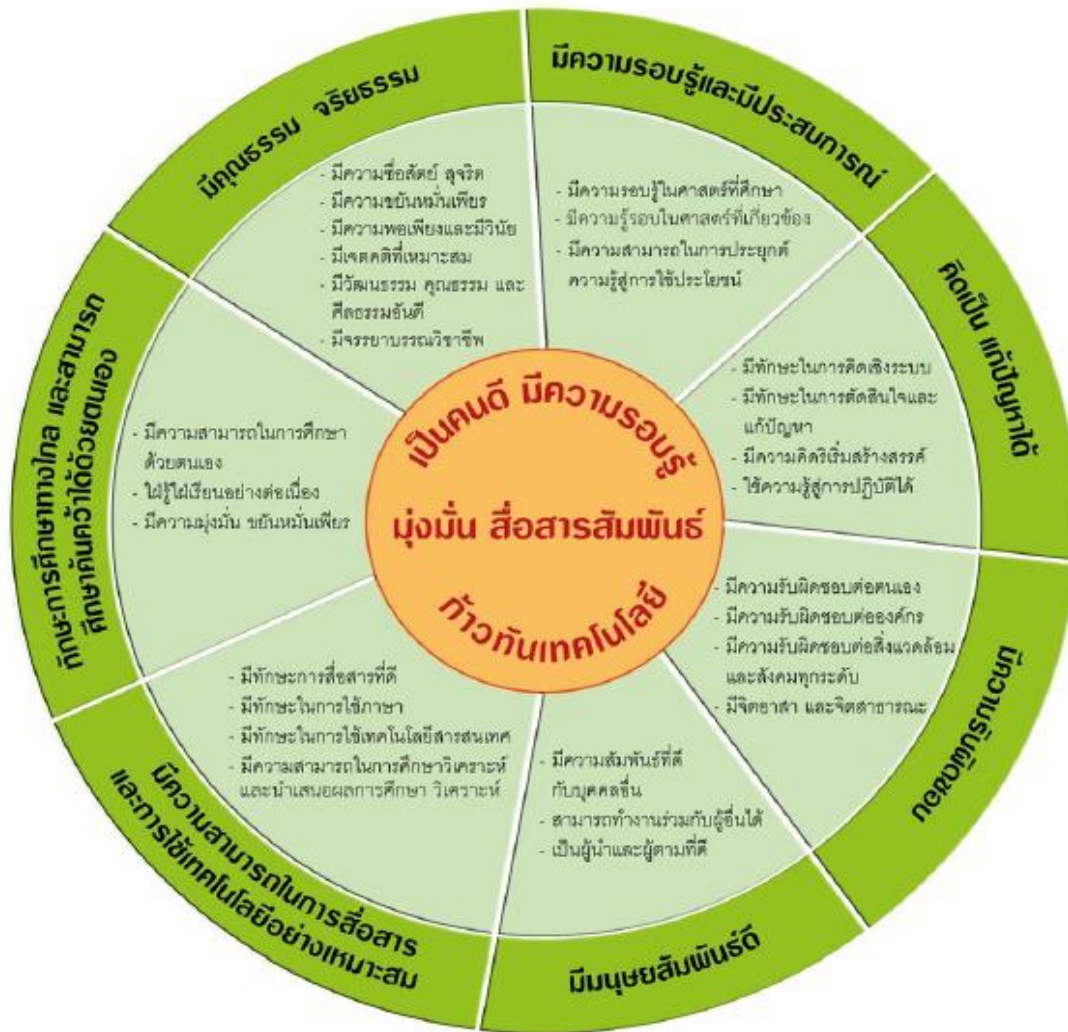 มีคุณธรรม จริยธรรม
- มีความซื่อสัตย์ สุจริต
- มีความขยันหมั่นเพียร
- มีความพอเพียงและมีวินัย
- มีเจตคติที่เหมาะสม
- มีวัฒนธรรม คุณธรรม และ
ศีลธรรมอันดี
- มีจรรยาบรรณวิชาชีพ
มีความรอบรู้และมีประสบการณ์
- มีความรอบรู้ในศาสตร์ที่ศึกษา
- มีความรู้รอบในศาสตร์ที่เกี่ยวข้อง
- มีความสามารถในการประยุกต์
ความรู้สู่การใช้ประโยชน์
คิดเป็น แก้ปัญหาได้
- มีทักษะในการคิดเชิงระบบ
- มีทักษะในการตัดสินใจและ
แก้ปัญหา
- มีความคิดริเริ่มสร้างสรรค์
- ใช้ความรู้สู่การปฏิบัติได้
มีความรับผิดชอบ
- มีความรับผิดชอบต่อตนเอง
- มีความรับผิดชอบต่อองค์กร
- มีความรับผิดชอบต่อสิ่งแวดล้อม
และสังคมทุกระดับ
- มีจิตอาสา และจิตสาธารณะ
มีมนุษยสัมพันธ์ดี
- มีความสัมพันธ์ที่ดี
กับบุคคลอื่น
- สามารถทำงานร่วมกับผู้อื่นได้
- เป็นผู้นำและผู้ตามที่ดี
มีความสามารถในการสื่อสาร
และการใช้เทคโนโลยีอย่างเหมาะสม
- มีทักษะการสื่อสารที่ดี
- มีทักษะในการใช้ภาษา
- มีทักษะในการใช้เทคโนโลยีสารสนเทศ
- มีความสามารถในการศึกษาวิเคราะห์
และนำเสนอผลการศึกษา วิเคราะห์
ทักษะการศึกษาทางไกล และสามารถ
ศึกษาค้นคว้าได้ด้วยตนเอง
- มีความสามารถในการศึกษา
ด้วยตนเอง
- ใฝ่รู้ใฝ่เรียนอย่างต่อเนื่อง
- มีความมุ่งมั่น ขยันหมั่นเพียร
เป็นคนดี มีความรอบรู้
มุ่งมั่น สื่อสารสัมพันธ์
ก้าวทันเทคโนโลยี